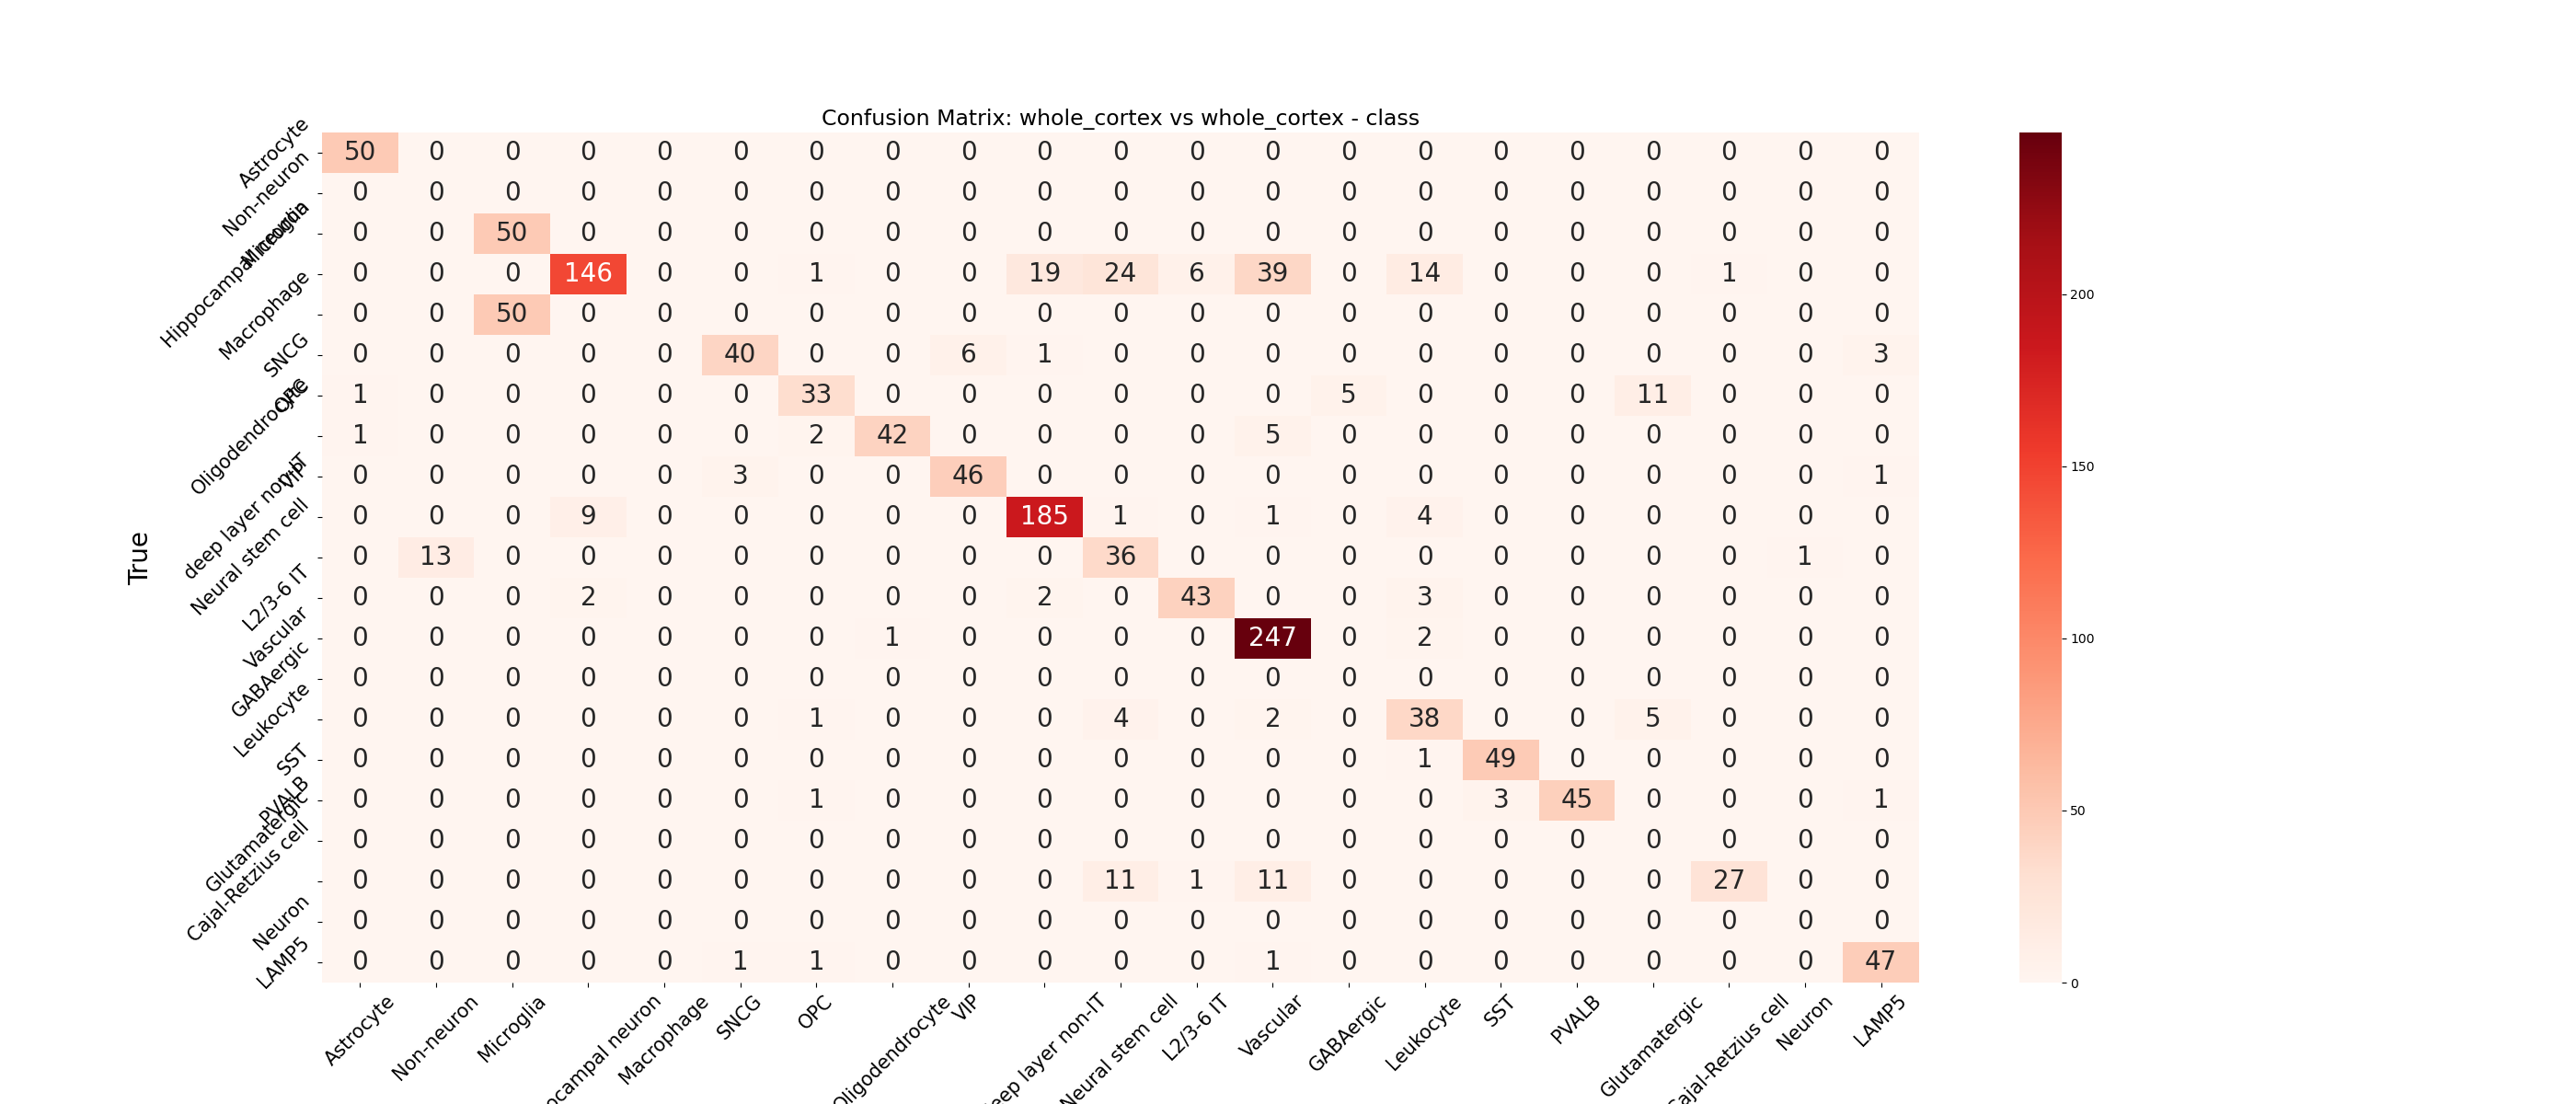 Confusion Matrix: whole_cortex vs whole_cortex - class
True
Astrocyte 50 0 0 0 0 0 0 0 0 0 0 0 0 0 0 0 0 0 0 0 0
Non-neuron 0 0 0 0 0 0 0 0 0 0 0 0 0 0 0 0 0 0 0 0 0
Microglia 0 0 50 0 0 0 0 0 0 0 0 0 0 0 0 0 0 0 0 0 0
Hippocampal neuron 0 0 0 146 0 0 1 0 0 19 24 6 39 0 14 0 0 0 1 0 0
Macrophage 0 0 50 0 0 0 0 0 0 0 0 0 0 0 0 0 0 0 0 0 0
SNCG 0 0 0 0 0 40 0 0 6 1 0 0 0 0 0 0 0 0 0 0 3
OPC 1 0 0 0 0 0 33 0 0 0 0 0 0 5 0 0 0 11 0 0 0
Oligodendrocyte 1 0 0 0 0 0 2 42 0 0 0 0 5 0 0 0 0 0 0 0 0
VIP 0 0 0 0 0 3 0 0 46 0 0 0 0 0 0 0 0 0 0 0 1
deep layer non-IT 0 0 0 9 0 0 0 0 0 185 1 0 1 0 4 0 0 0 0 0 0
Neural stem cell 0 13 0 0 0 0 0 0 0 0 36 0 0 0 0 0 0 0 0 1 0
L2/3-6 IT 0 0 0 2 0 0 0 0 0 2 0 43 0 0 3 0 0 0 0 0 0
Vascular 0 0 0 0 0 0 0 1 0 0 0 0 247 0 2 0 0 0 0 0 0
GABAergic 0 0 0 0 0 0 0 0 0 0 0 0 0 0 0 0 0 0 0 0 0
Leukocyte 0 0 0 0 0 0 1 0 0 0 4 0 2 0 38 0 0 5 0 0 0
SST 0 0 0 0 0 0 0 0 0 0 0 0 0 0 1 49 0 0 0 0 0
PVALB 0 0 0 0 0 0 1 0 0 0 0 0 0 0 0 3 45 0 0 0 1
Glutamatergic 0 0 0 0 0 0 0 0 0 0 0 0 0 0 0 0 0 0 0 0 0
Cajal-Retzius cell 0 0 0 0 0 0 0 0 0 0 11 1 11 0 0 0 0 0 27 0 0
Neuron 0 0 0 0 0 0 0 0 0 0 0 0 0 0 0 0 0 0 0 0 0
LAMP5 0 0 0 0 0 1 1 0 0 0 0 0 1 0 0 0 0 0 0 0 47
Astrocyte Non-neuron Microglia ocampal neuron Macrophage SNCG OPC Oligodendrocyte VIP eep layer non-IT Neural stem cell L2/3-6 IT Vascular GABAergic Leukocyte SST PVALB Glutamatergic ajal-Retzius cell Neuron LAMP5
200
150
100
50
0